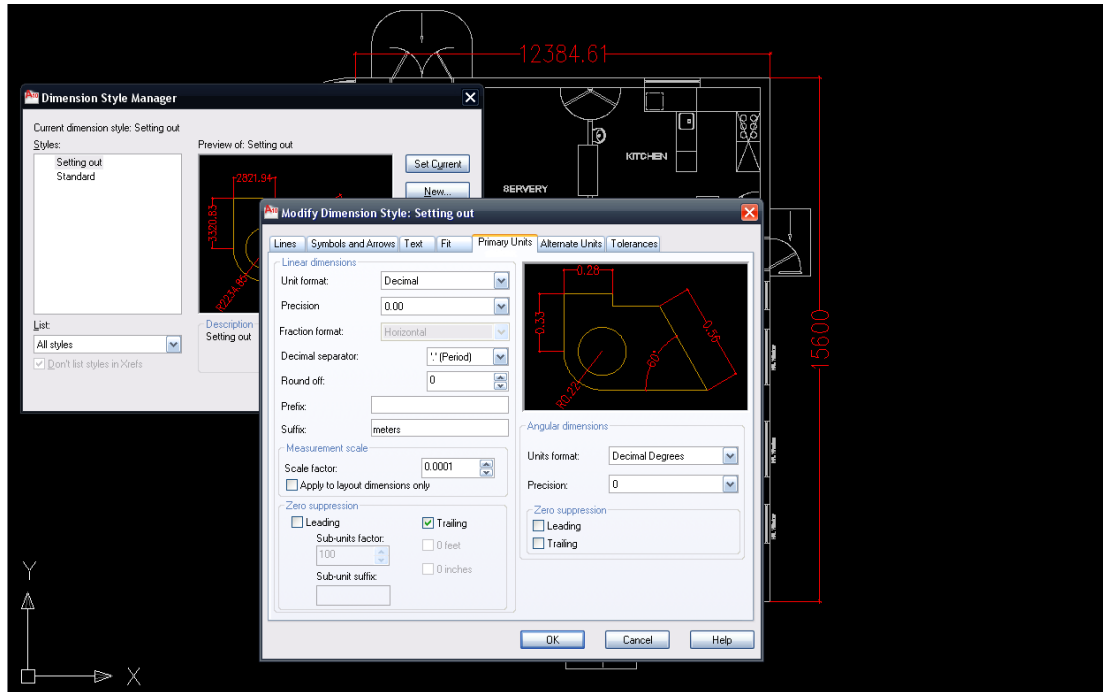 12384.61
Dimension Style Manager
Current dimension style: Setting out
Styles:
Setting out
Standard
Preview of: Setting out
2821.94
3320.83
R2234.85
Set Current
New...
List:
All styles
Don't list styles in Xrefs
Description
Setting out
KITCHEN
SERVERY
15600
Modify Dimension Style: Setting out
Lines
Symbols and Arrows
Text
Fit
Primary Units
Alternate Units
Tolerances
Linear dimensions
Unit format:
Decimal
Precision
0.00
Fraction format:
Horizontal
Decimal separator:
'.' (Period)
Round off:
0
Prefix:
Suffix:
meters
Measurement scale
Scale factor:
0.0001
Apply to layout dimensions only
Zero suppression
Leading
Trailing
Sub-units factor:
100
0 feet
Sub-unit suffix:
0 inches
0.28
0.33
0.56
60°
R0.22
Angular dimensions
Units format:
Decimal Degrees
Precision:
0
Zero suppression
Leading
Trailing
OK
Cancel
Help
Y
X